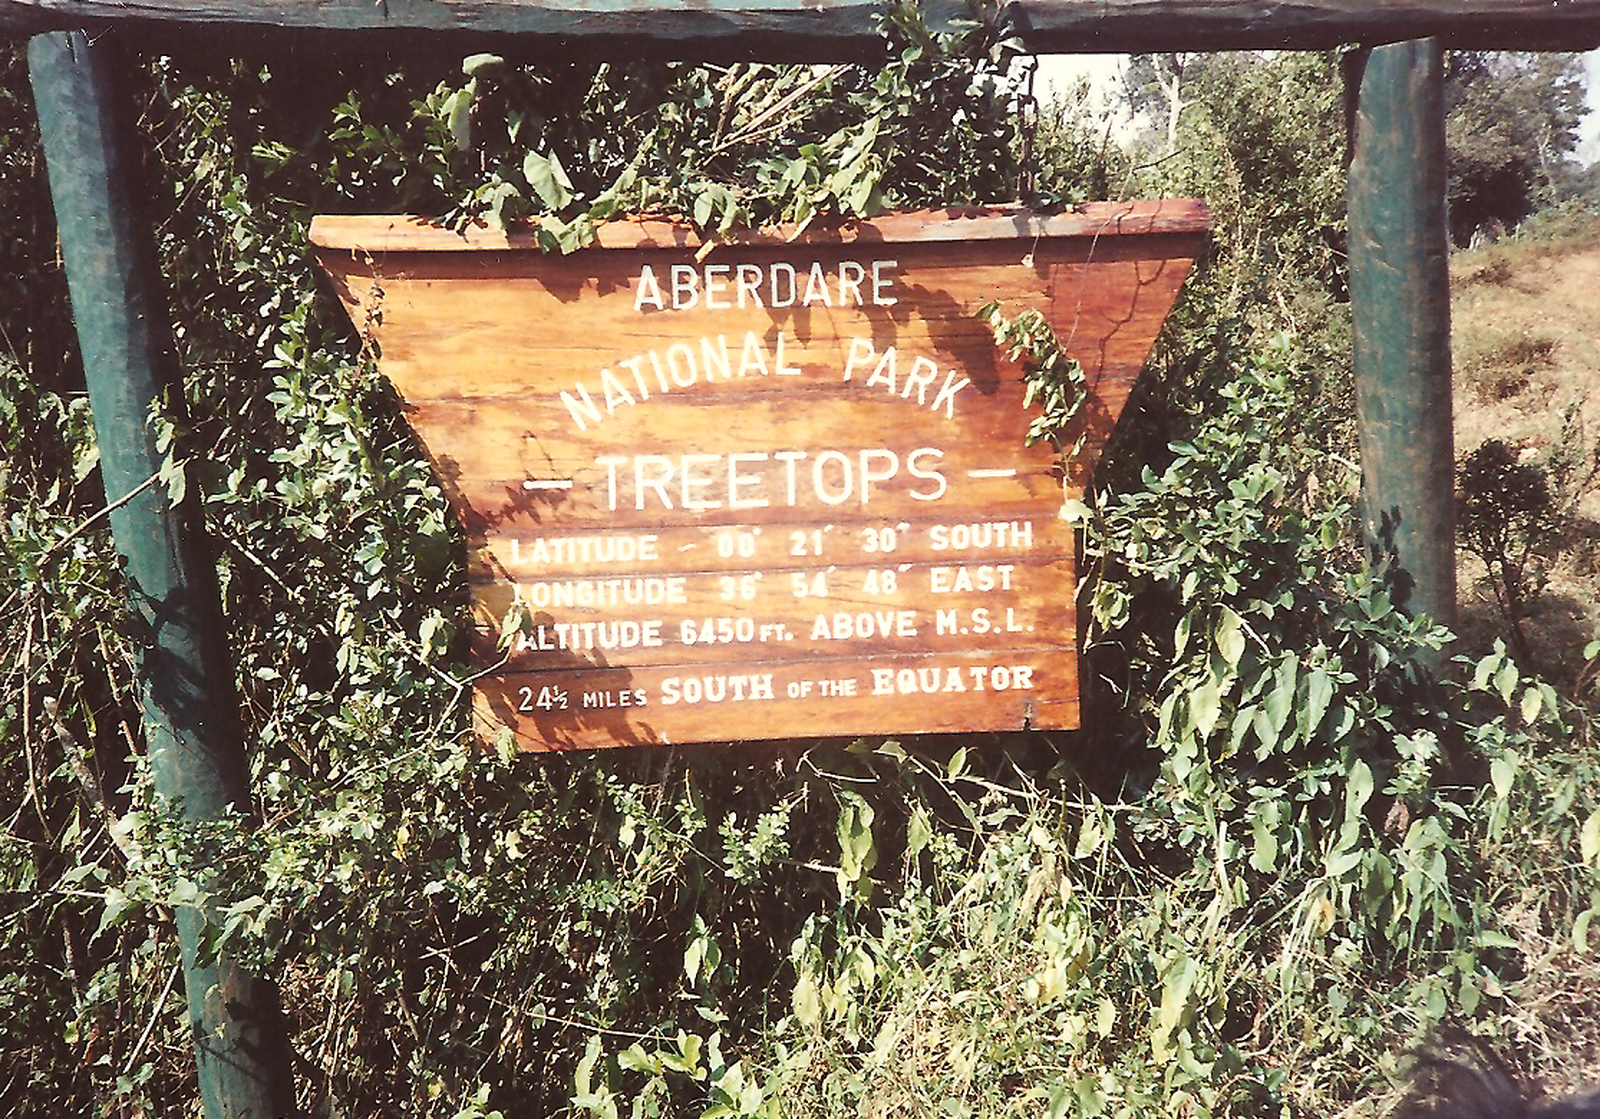 ABERDARE
NATIONAL PARK
— TREETOPS —
LATITUDE - 00° 21′ 30″ SOUTH
LONGITUDE 36° 54′ 48″ EAST
ALTITUDE 6450 FT. ABOVE M.S.L.
24½ MILES SOUTH OF THE EQUATOR